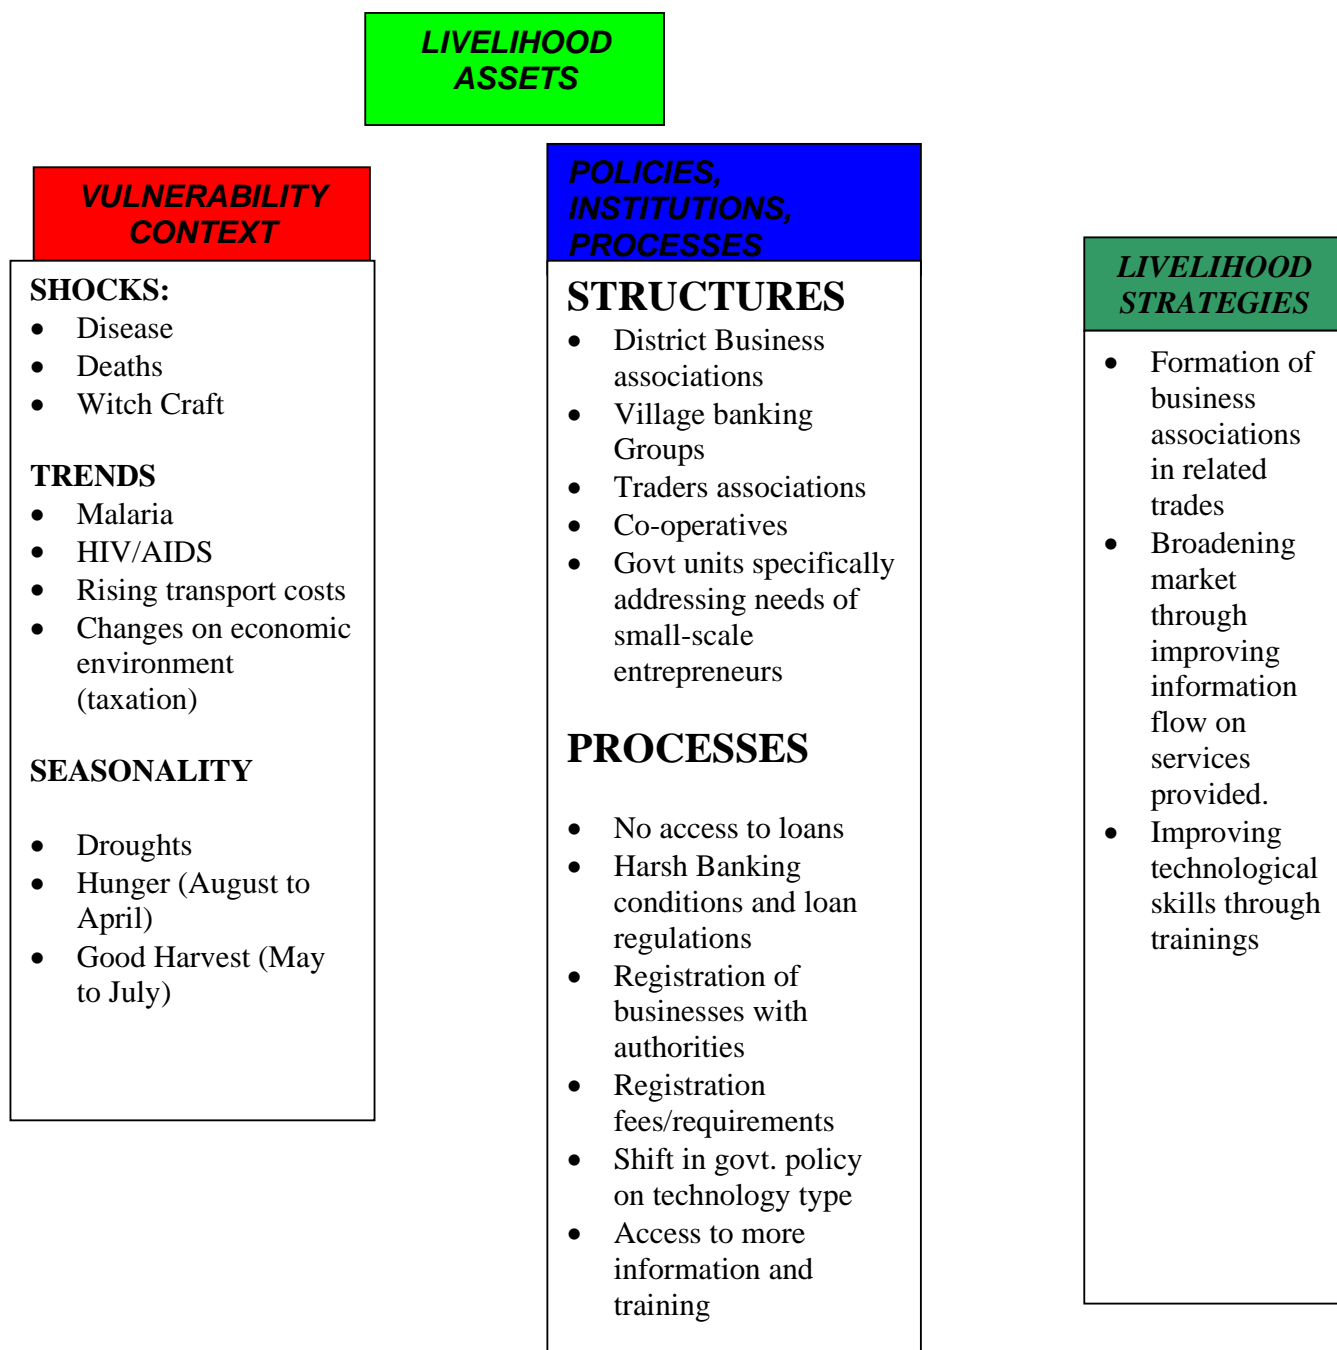 LIVELIHOOD
ASSETS
VULNERABILITY
CONTEXT
SHOCKS:
• Disease
• Deaths
• Witch Craft
TRENDS
• Malaria
• HIV/AIDS
• Rising transport costs
• Changes on economic
environment
(taxation)
SEASONALITY
• Droughts
• Hunger (August to
April)
• Good Harvest (May
to July)
POLICIES,
INSTITUTIONS,
PROCESSES
STRUCTURES
• District Business
associations
• Village banking
Groups
• Traders associations
• Co-operatives
• Govt units specifically
addressing needs of
small-scale
entrepreneurs
PROCESSES
• No access to loans
• Harsh Banking
conditions and loan
regulations
• Registration of
businesses with
authorities
• Registration
fees/requirements
• Shift in govt. policy
on technology type
• Access to more
information and
training
LIVELIHOOD
STRATEGIES
• Formation of
business
associations
in related
trades
• Broadening
market
through
improving
information
flow on
services
provided.
• Improving
technological
skills through
trainings